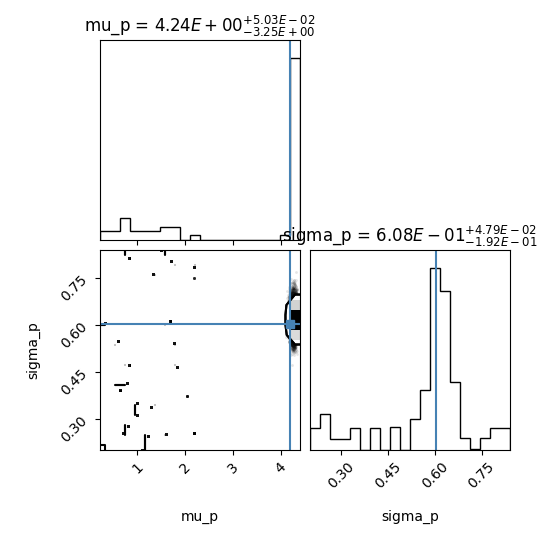 mu_p = 4.24E+00+5.03E−02−3.25E+00
sigma_p = 6.08E−01+4.79E−02−1.92E−01
0.75
0.60
0.45
0.30
sigma_p
1 2 3 4
0.30 0.45 0.60 0.75
mu_p
sigma_p